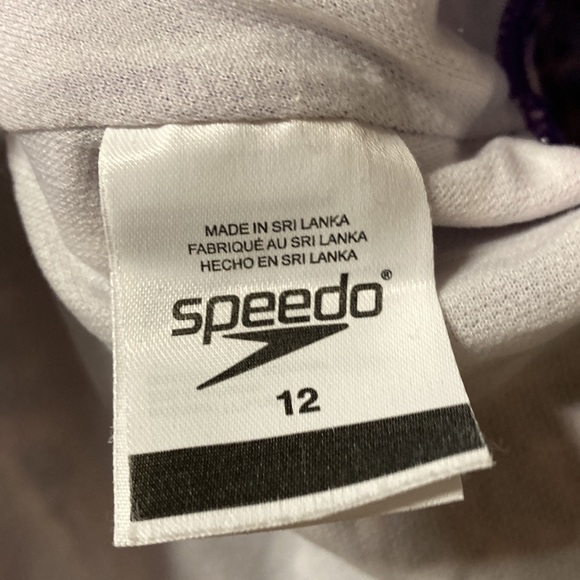 MADE IN SRI LANKA
FABRIQUÉ AU SRI LANKA
HECHO EN SRI LANKA
speedo®
12